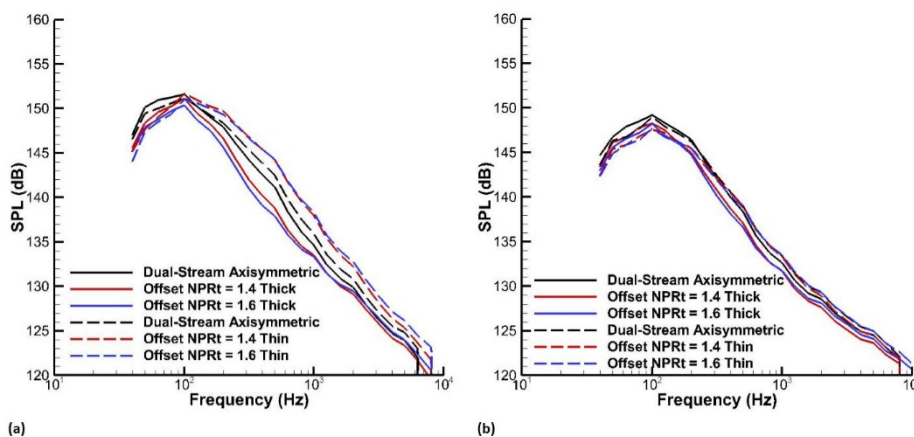 160
155
150
145
140
135
130
125
120
SPL (dB)
Dual-Stream Axisymmetric
Offset NPRt = 1.4 Thick
Offset NPRt = 1.6 Thick
Dual-Stream Axisymmetric
Offset NPRt = 1.4 Thin
Offset NPRt = 1.6 Thin
10¹ 10² 10³ 10⁴
Frequency (Hz)
(a)
160
155
150
145
140
135
130
125
120
SPL (dB)
Dual-Stream Axisymmetric
Offset NPRt = 1.4 Thick
Offset NPRt = 1.6 Thick
Dual-Stream Axisymmetric
Offset NPRt = 1.4 Thin
Offset NPRt = 1.6 Thin
10¹ 10² 10³ 10⁴
Frequency (Hz)
(b)